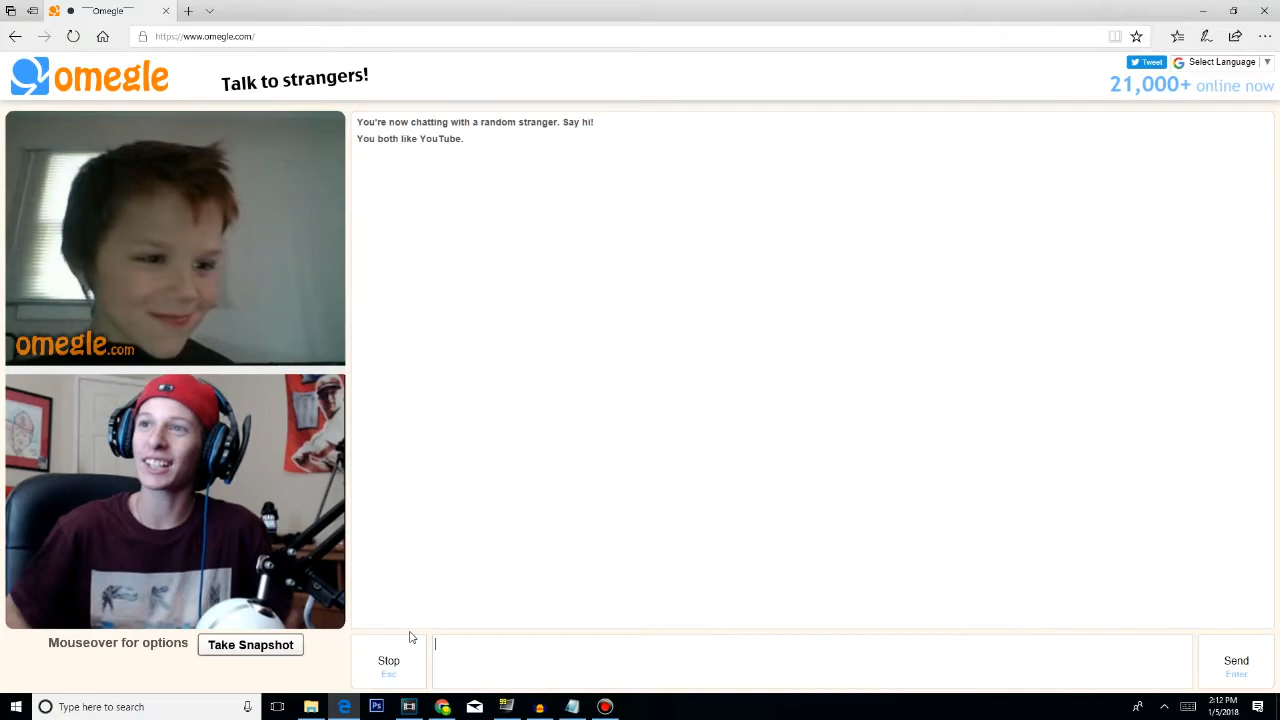 Omegle
https://www.omegle.com/
omegle
Talk to strangers!
Tweet
Select Language
21,000+ online now
You're now chatting with a random stranger. Say hi!
You both like YouTube.
omegle.com
Mouseover for options
Take Snapshot
Stop
Esc
Send
Enter
Type here to search
2:12 PM
1/5/2018